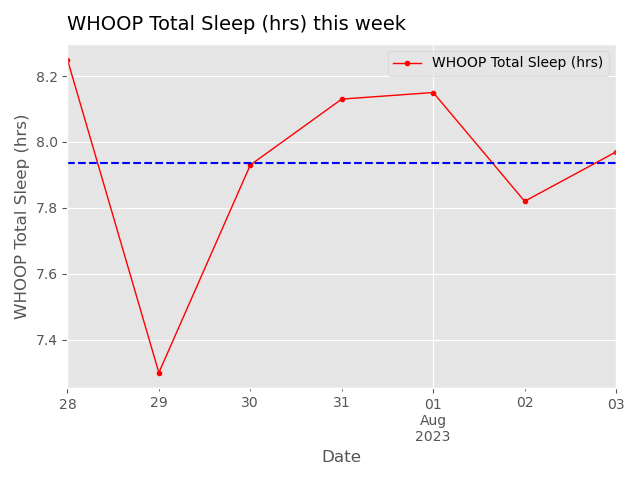 WHOOP Total Sleep (hrs) this week
WHOOP Total Sleep (hrs)
WHOOP Total Sleep (hrs)
8.2
8.0
7.8
7.6
7.4
28 29 30 31 01 02 03
Aug
2023
Date